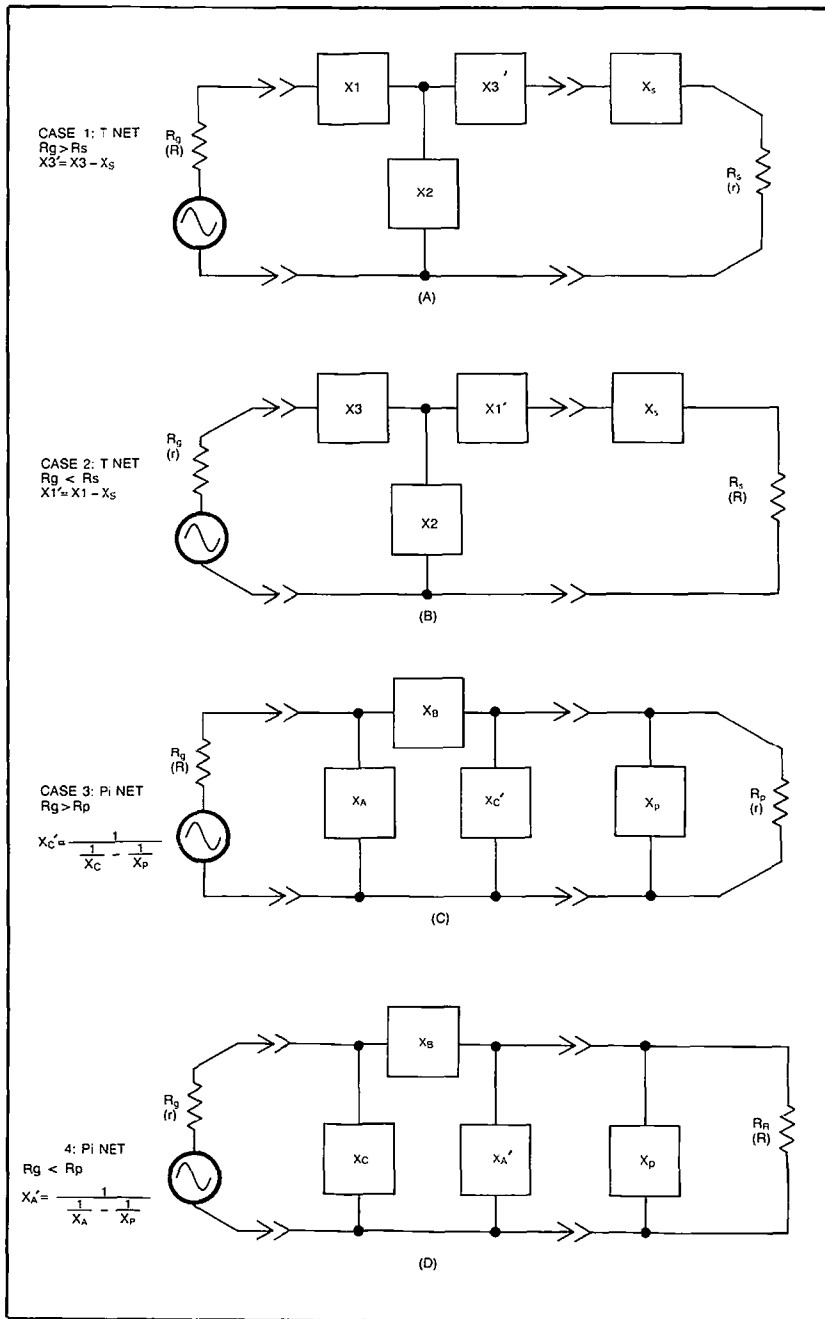 X1
X3′
Xs
Rg
(R)
CASE 1: T NET
Rg>Rs
X3′=X3−XS
X2
Rs
(r)
(A)
X3
X1′
Xs
Rg
(r)
CASE 2: T NET
Rg < Rs
X1′=X1−XS
X2
Rs
(R)
(B)
XB
Rg
(R)
CASE 3: Pi NET
Rg>Rp
XC′= 1 / (1/XC − 1/XP)
XA
XC′
Xp
Rp
(r)
(C)
XB
Rg
(r)
4: Pi NET
Rg < Rp
XA′= 1 / (1/XA − 1/XP)
XC
XA′
Xp
RR
(R)
(D)